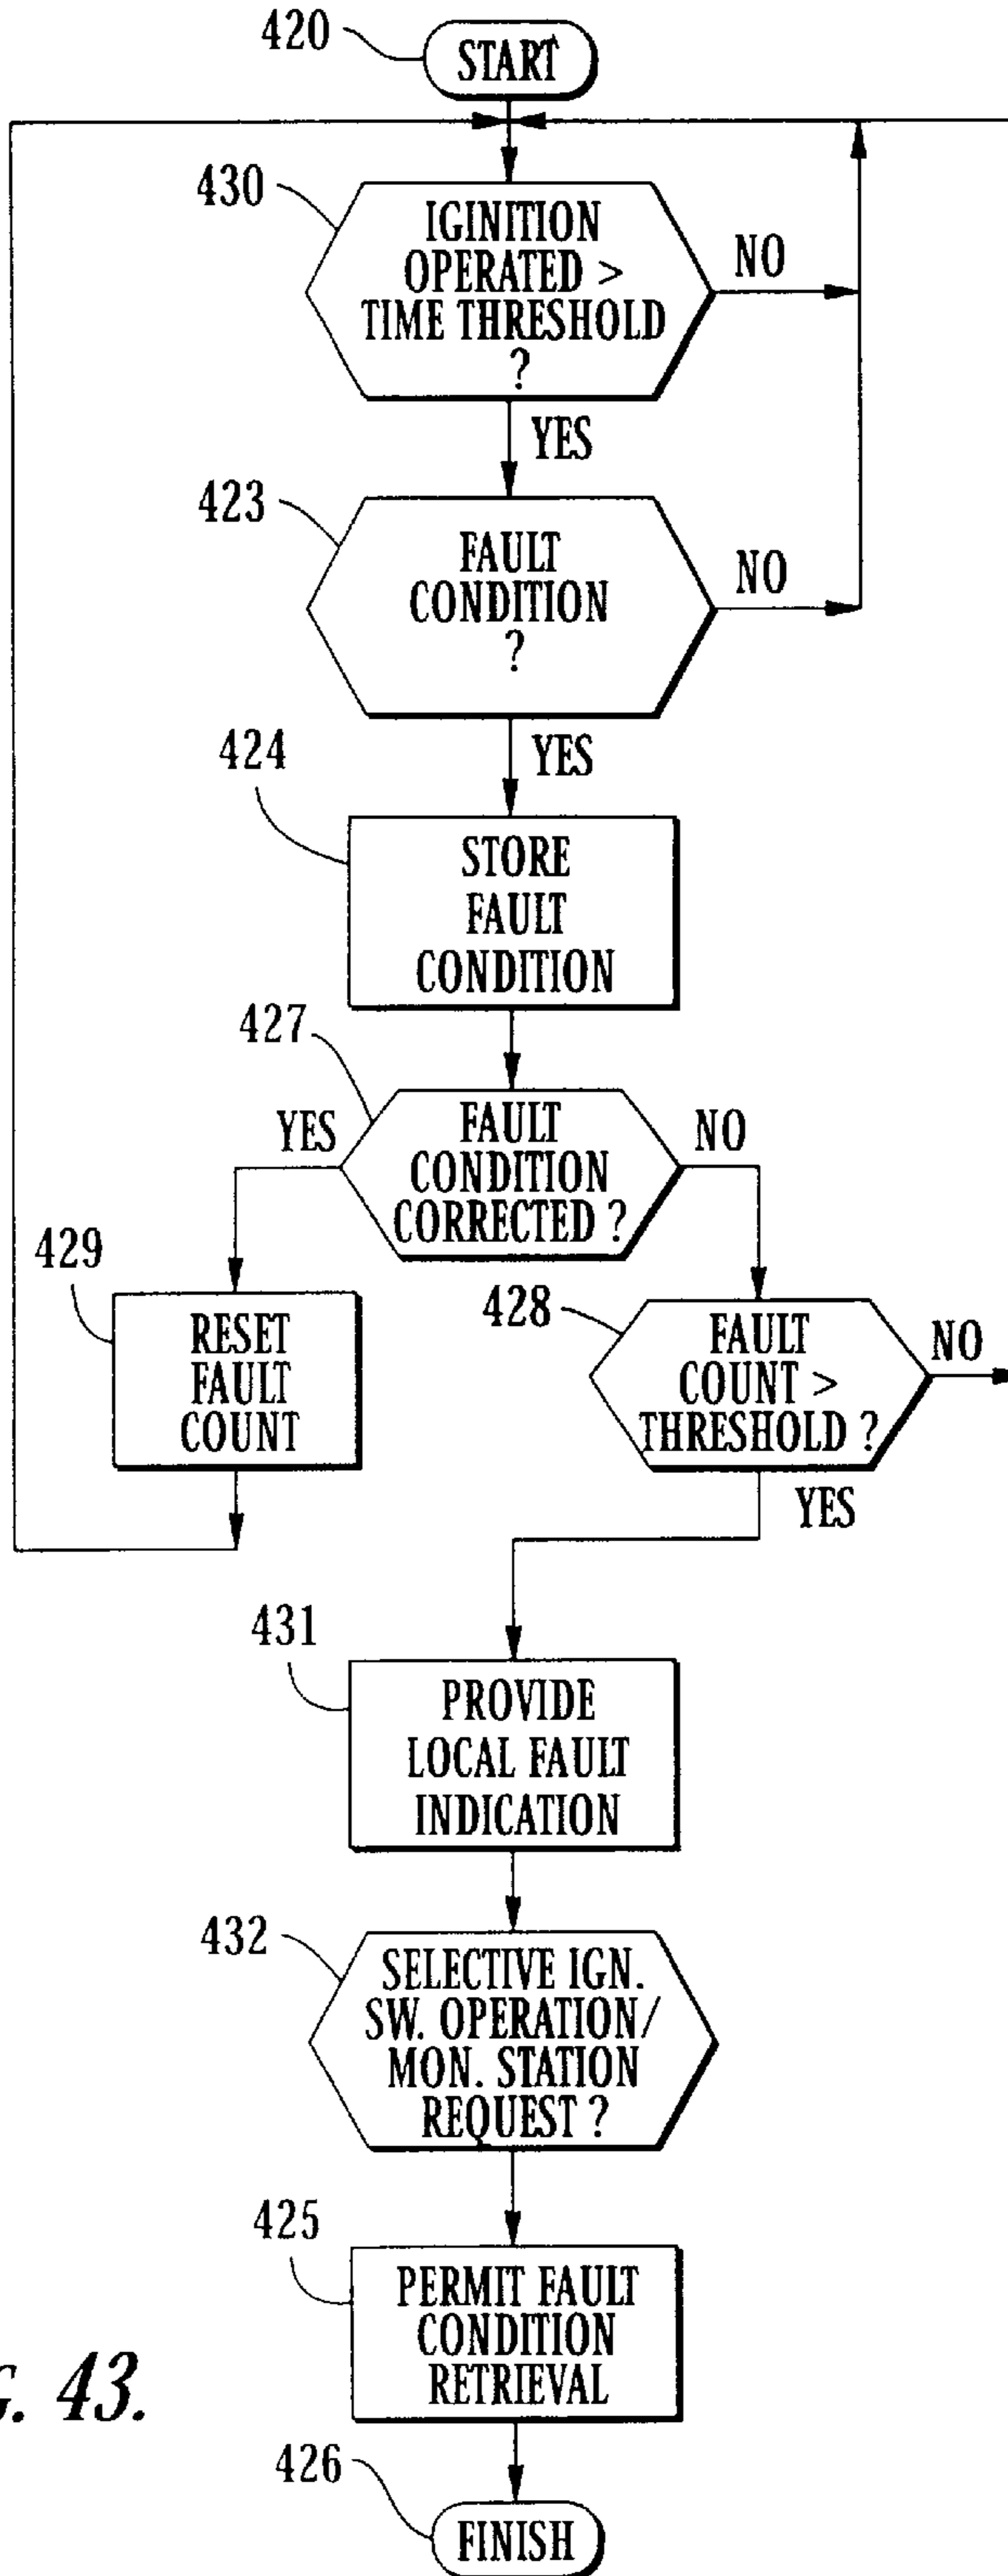 420
START
430
IGINITION
OPERATED >
TIME THRESHOLD
?
NO
YES
423
FAULT
CONDITION
?
NO
YES
424
STORE
FAULT
CONDITION
427
YES
FAULT
CONDITION
CORRECTED ?
NO
429
RESET
FAULT
COUNT
428
FAULT
COUNT >
THRESHOLD ?
NO
YES
431
PROVIDE
LOCAL FAULT
INDICATION
432
SELECTIVE IGN.
SW. OPERATION/
MON. STATION
REQUEST ?
425
PERMIT FAULT
CONDITION
RETRIEVAL
G. 43.
426
FINISH